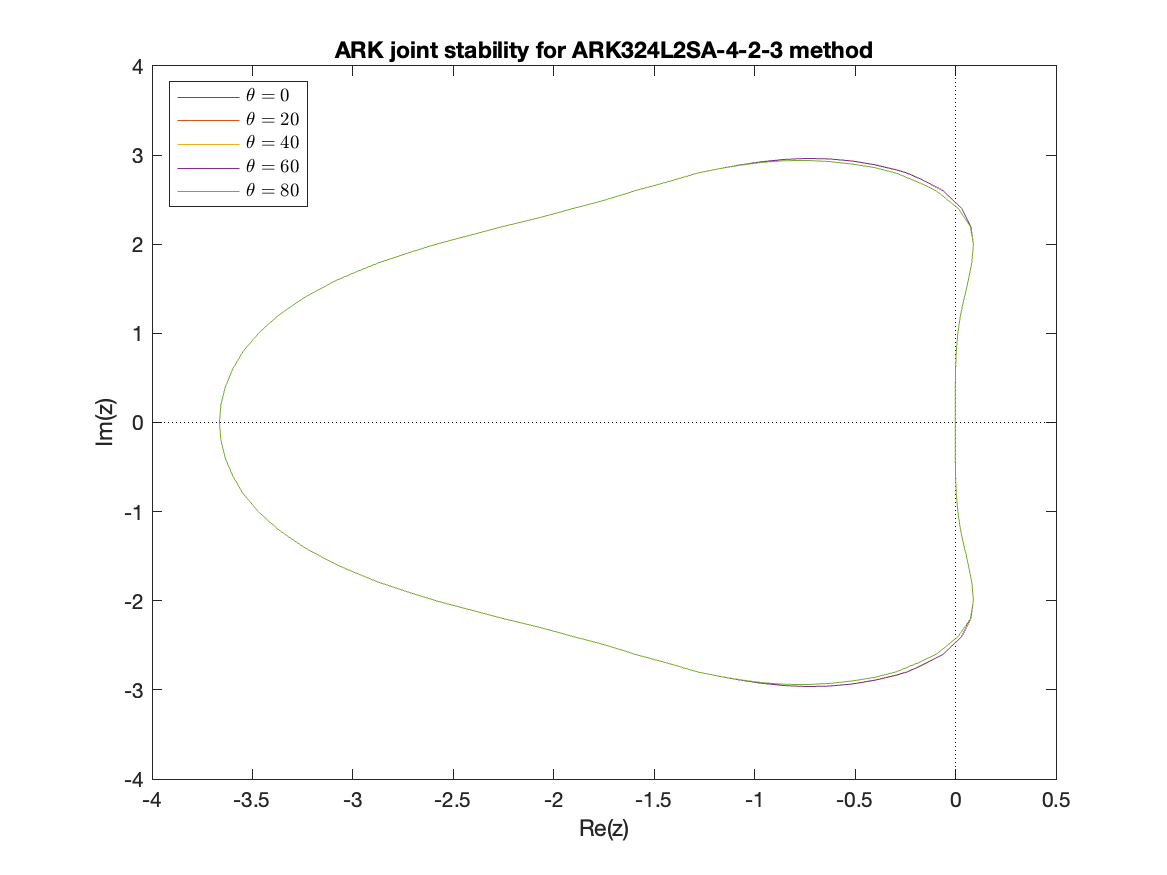 ARK joint stability for ARK324L2SA-4-2-3 method
4
3
2
1
0
-1
-2
-3
-4
Im(z)
θ = 0
θ = 20
θ = 40
θ = 60
θ = 80
-4 -3.5 -3 -2.5 -2 -1.5 -1 -0.5 0 0.5
Re(z)